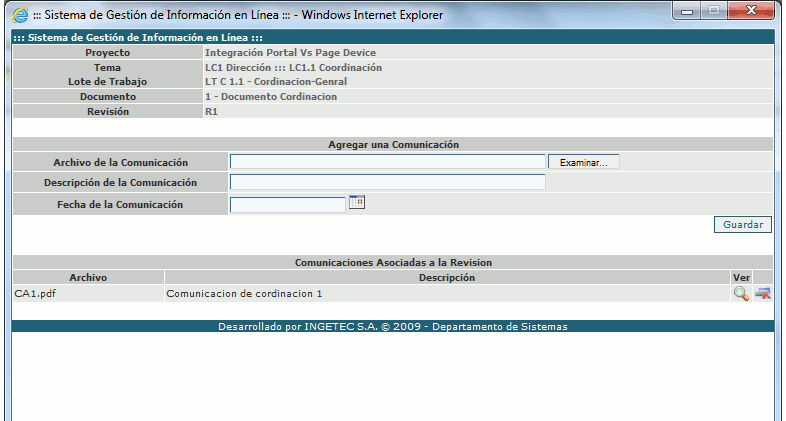 ::: Sistema de Gestión de Información en Línea ::: - Windows Internet Explorer
::: Sistema de Gestión de Información en Línea :::
Proyecto Integración Portal Vs Page Device
Tema LC1 Dirección ::: LC1.1 Coordinación
Lote de Trabajo LT C 1.1 - Cordinacion-Genral
Documento 1 - Documento Cordinacion
Revisión R1
Agregar una Comunicación
Archivo de la Comunicación Examinar...
Descripción de la Comunicación
Fecha de la Comunicación
Guardar
Comunicaciones Asociadas a la Revision
Archivo Descripción Ver
CA1.pdf Comunicacion de cordinacion 1
Desarrollado por INGETEC S.A. © 2009 - Departamento de Sistemas